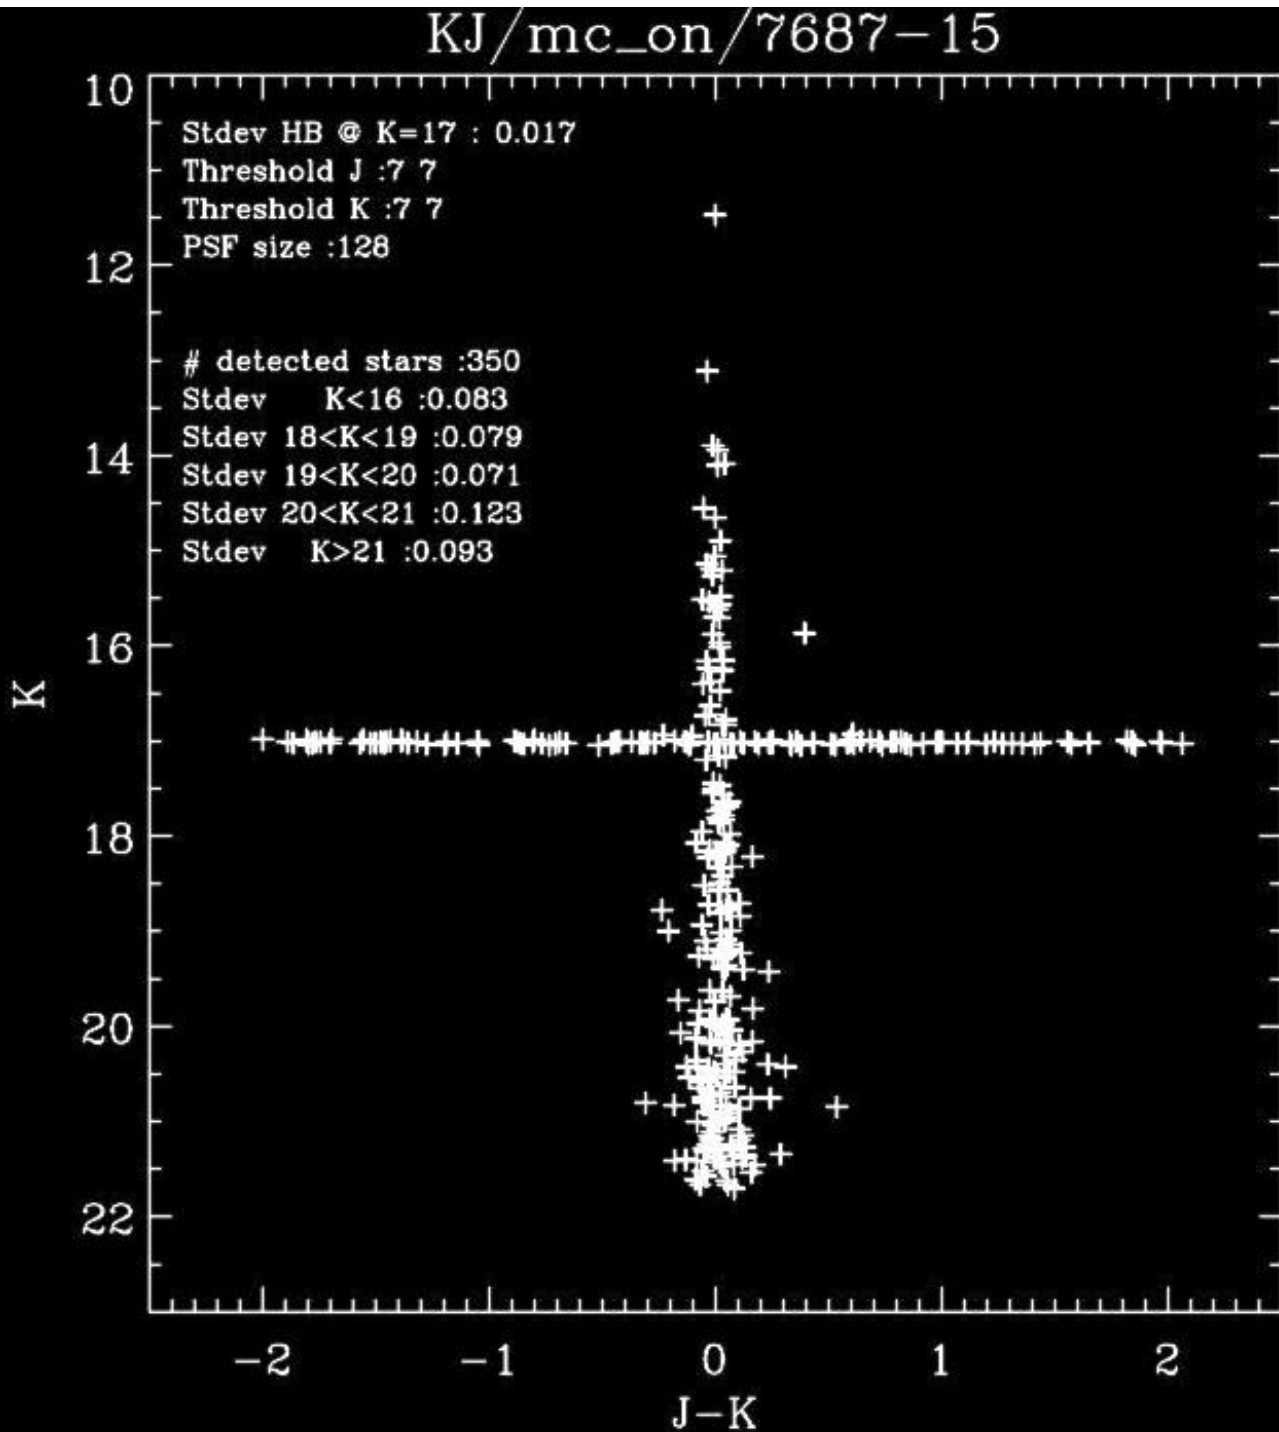 KJ/mc_on/7687-15
10
Stdev HB @ K=17 : 0.017
Threshold J :7 7
Threshold K :7 7
PSF size :128
12
# detected stars :350
Stdev K<16 :0.083
Stdev 18<K<19 :0.079
14
Stdev 19<K<20 :0.071
Stdev 20<K<21 :0.123
Stdev K>21 :0.093
16
K
18
20
22
-2 -1 0 1 2
J-K